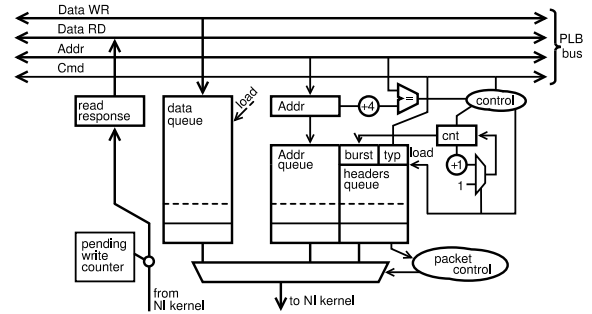 Data WR
Data RD
Addr
Cmd
PLB
bus
read
response
data
queue
load
Addr
+4
>=
control
cnt
Addr
queue
burst
typ
load
headers
queue
+1
1
pending
write
counter
packet
control
from
NI kernel
to NI kernel